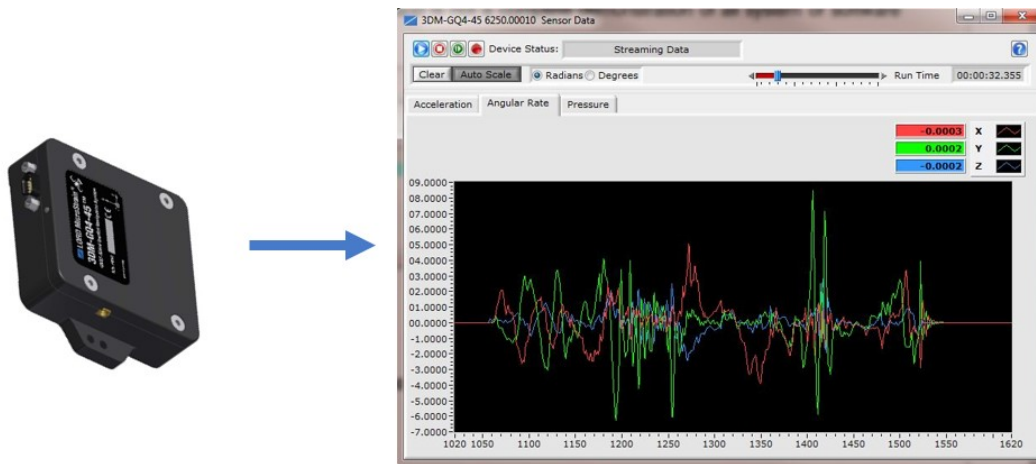 3DM-GQ4-45 6250.00010 Sensor Data
Device Status: Streaming Data
Clear Auto Scale Radians Degrees Run Time 00:00:32.355
Acceleration Angular Rate Pressure
-0.0003 X
0.0002 Y
-0.0002 Z
09.0000
08.0000
07.0000
06.0000
05.0000
04.0000
03.0000
02.0000
01.0000
00.0000
-1.0000
-2.0000
-3.0000
-4.0000
-5.0000
-6.0000
-7.0000
1020 1050 1100 1150 1200 1250 1300 1350 1400 1450 1500 1550 1620
LORD MicroStrain
3DM-GQ4-45